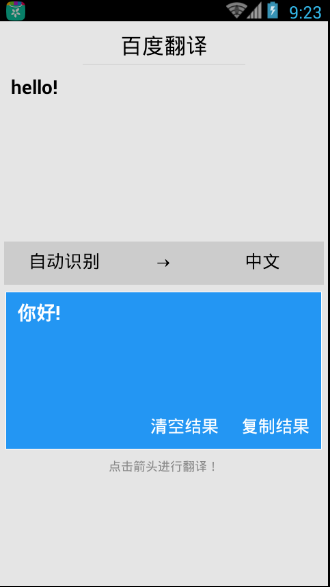 9:23
百度翻译
hello!
自动识别 → 中文
你好!
清空结果 复制结果
点击箭头进行翻译！